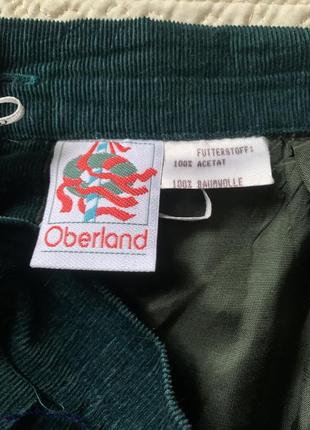 Oberland
FUTTERSTOFF:
100% ACETAT
100% BAUMWOLLE